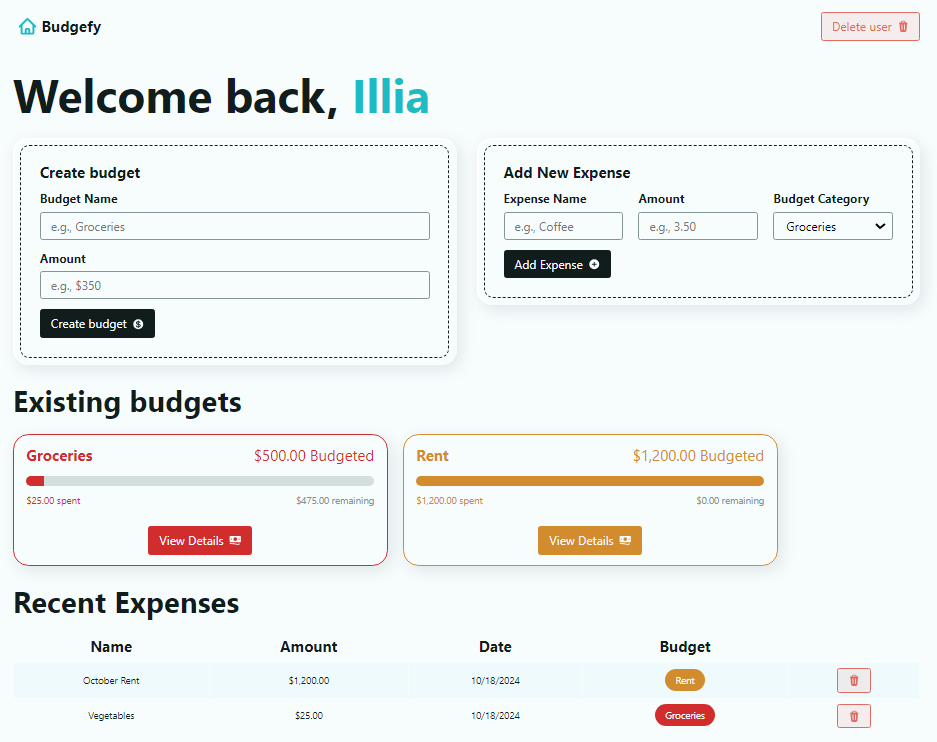 Budgefy
Delete user
Welcome back, Illia
Create budget
Budget Name
e.g., Groceries
Amount
e.g., $350
Create budget
Add New Expense
Expense Name Amount Budget Category
e.g., Coffee e.g., 3.50 Groceries
Add Expense
Existing budgets
Groceries $500.00 Budgeted
$25.00 spent $475.00 remaining
View Details
Rent $1,200.00 Budgeted
$1,200.00 spent $0.00 remaining
View Details
Recent Expenses
Name Amount Date Budget
October Rent $1,200.00 10/18/2024 Rent
Vegetables $25.00 10/18/2024 Groceries